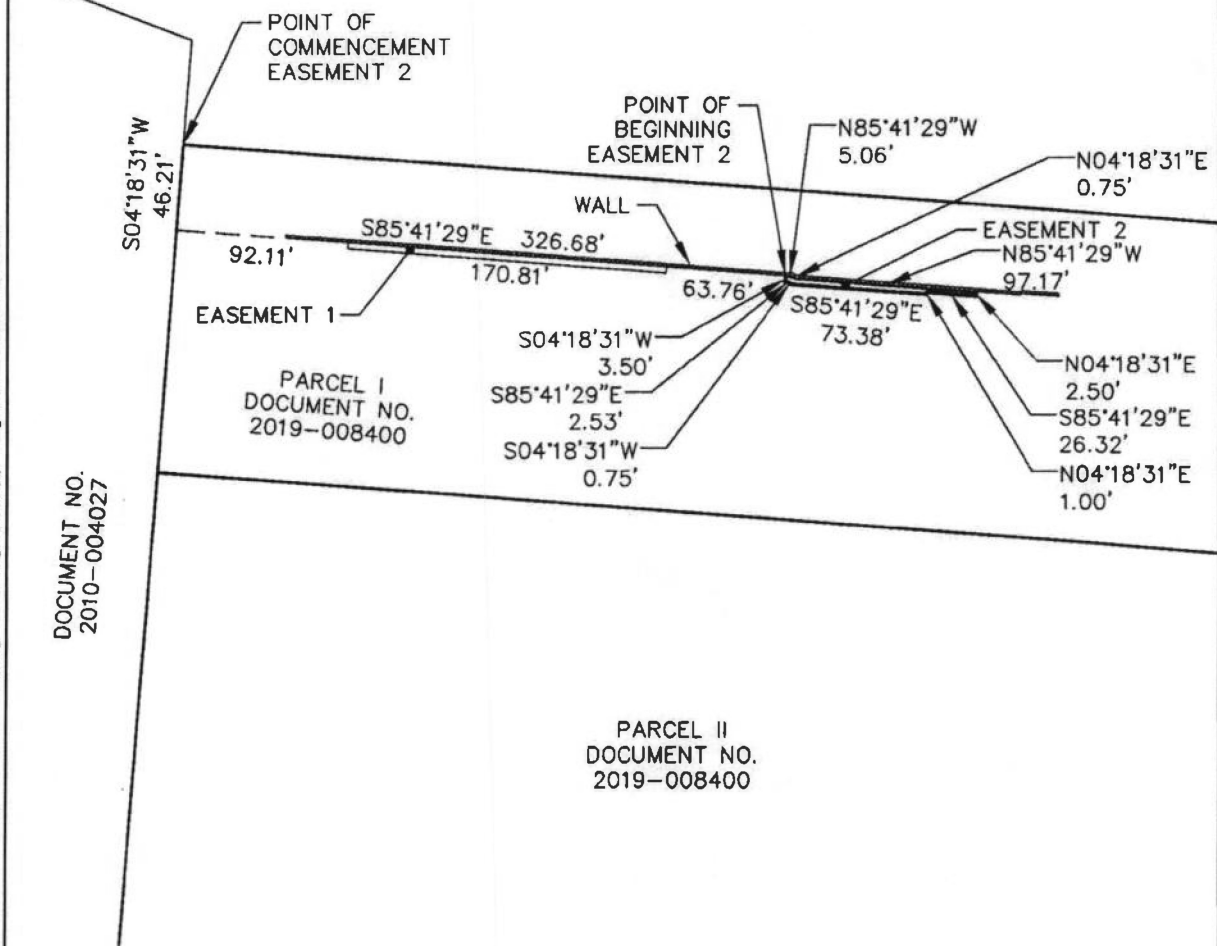 POINT OF
COMMENCEMENT
EASEMENT 2
S04°18'31"W
46.21'
POINT OF
BEGINNING
EASEMENT 2
N85°41'29"W
5.06'
N04°18'31"E
0.75'
WALL
EASEMENT 2
N85°41'29"W
97.17'
S85°41'29"E 326.68'
92.11'
170.81'
63.76'
EASEMENT 1
S85°41'29"E
73.38'
S04°18'31"W
3.50'
S85°41'29"E
2.53'
S04°18'31"W
0.75'
N04°18'31"E
2.50'
S85°41'29"E
26.32'
N04°18'31"E
1.00'
PARCEL I
DOCUMENT NO.
2019-008400
DOCUMENT NO.
2010-004027
PARCEL II
DOCUMENT NO.
2019-008400